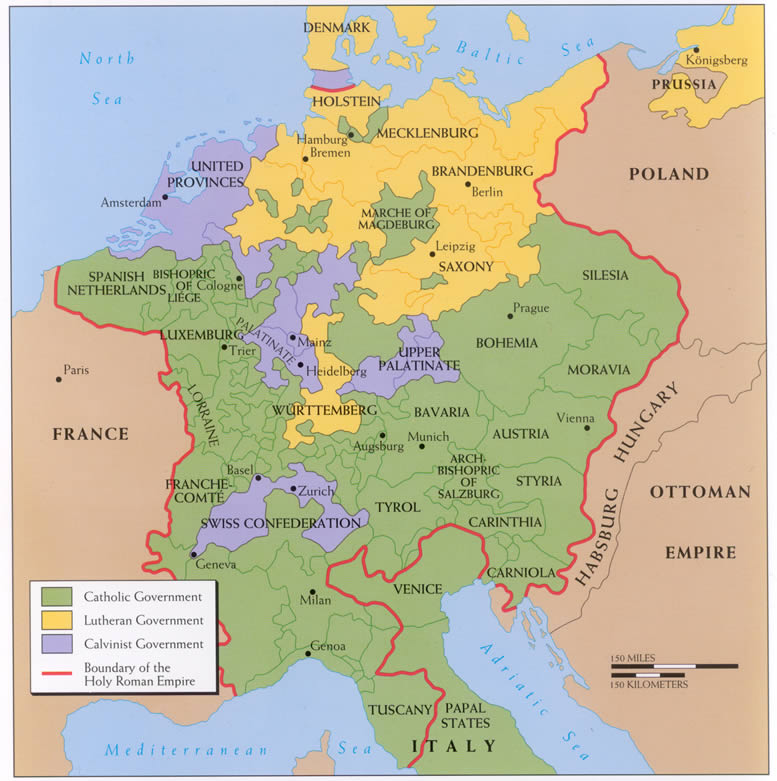 DENMARK
North
Sea
Baltic Sea
Königsberg
PRUSSIA
HOLSTEIN
Hamburg
MECKLENBURG
Bremen
UNITED
PROVINCES
BRANDENBURG
Berlin
POLAND
Amsterdam
MARCHE OF
MAGDEBURG
Leipzig
SAXONY
SPANISH
NETHERLANDS
BISHOPRIC
OF
LIÉGE
Cologne
SILESIA
Prague
LUXEMBURG
PALATINATE
Mainz
BOHEMIA
Trier
UPPER
PALATINATE
Heidelberg
MORAVIA
Paris
LORRAINE
WÜRTTEMBERG
BAVARIA
Vienna
FRANCE
AUSTRIA
Augsburg
Munich
HABSBURG HUNGARY
Basel
ARCH-
BISHOPRIC
OF
SALZBURG
STYRIA
FRANCHE-
COMTÉ
Zurich
OTTOMAN
EMPIRE
TYROL
SWISS CONFEDERATION
CARINTHIA
Geneva
CARNIOLA
VENICE
Milan
Genoa
Catholic Government
Lutheran Government
Calvinist Government
Boundary of the
Holy Roman Empire
150 MILES
150 KILOMETERS
Adriatic Sea
TUSCANY
PAPAL
STATES
ITALY
Mediterranean Sea